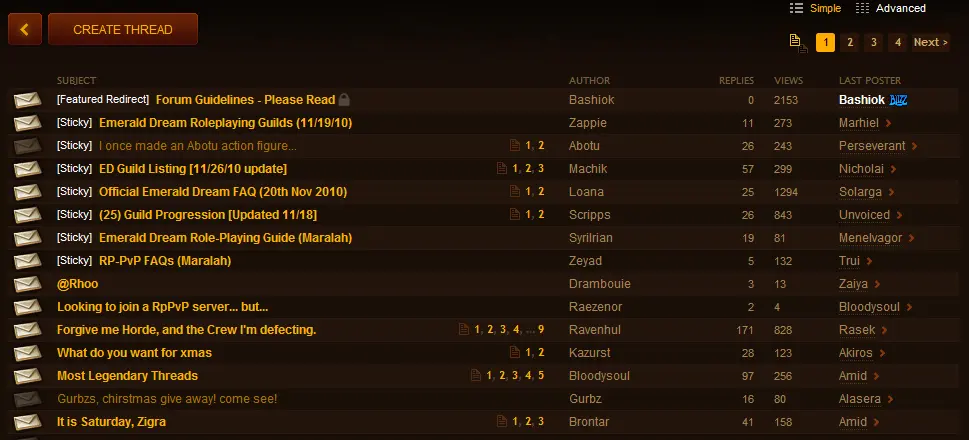 Simple Advanced
CREATE THREAD
1 2 3 4 Next >
SUBJECT AUTHOR REPLIES VIEWS LAST POSTER
[Featured Redirect] Forum Guidelines - Please Read Bashiok 0 2153 Bashiok BLIZZ
[Sticky] Emerald Dream Roleplaying Guilds (11/19/10) Zappie 11 273 Marhiel
[Sticky] I once made an Abotu action figure... 1, 2 Abotu 26 243 Perseverant
[Sticky] ED Guild Listing [11/26/10 update] 1, 2, 3 Machik 57 299 Nicholai
[Sticky] Official Emerald Dream FAQ (20th Nov 2010) 1, 2 Loana 25 1294 Solarga
[Sticky] (25) Guild Progression [Updated 11/18] 1, 2 Scripps 26 843 Unvoiced
[Sticky] Emerald Dream Role-Playing Guide (Maralah) Syrilrian 19 81 Menelvagor
[Sticky] RP-PvP FAQs (Maralah) Zeyad 5 132 Trui
@Rhoo Drambouie 3 13 Zaiya
Looking to join a RpPvP server... but... Raezenor 2 4 Bloodysoul
Forgive me Horde, and the Crew I'm defecting. 1, 2, 3, 4, ... 9 Ravenhul 171 828 Rasek
What do you want for xmas 1, 2 Kazurst 28 123 Akiros
Most Legendary Threads 1, 2, 3, 4, 5 Bloodysoul 97 256 Amid
Gurbzs, chirstmas give away! come see! Gurbz 16 80 Alasera
It is Saturday, Zigra 1, 2, 3 Brontar 41 158 Amid